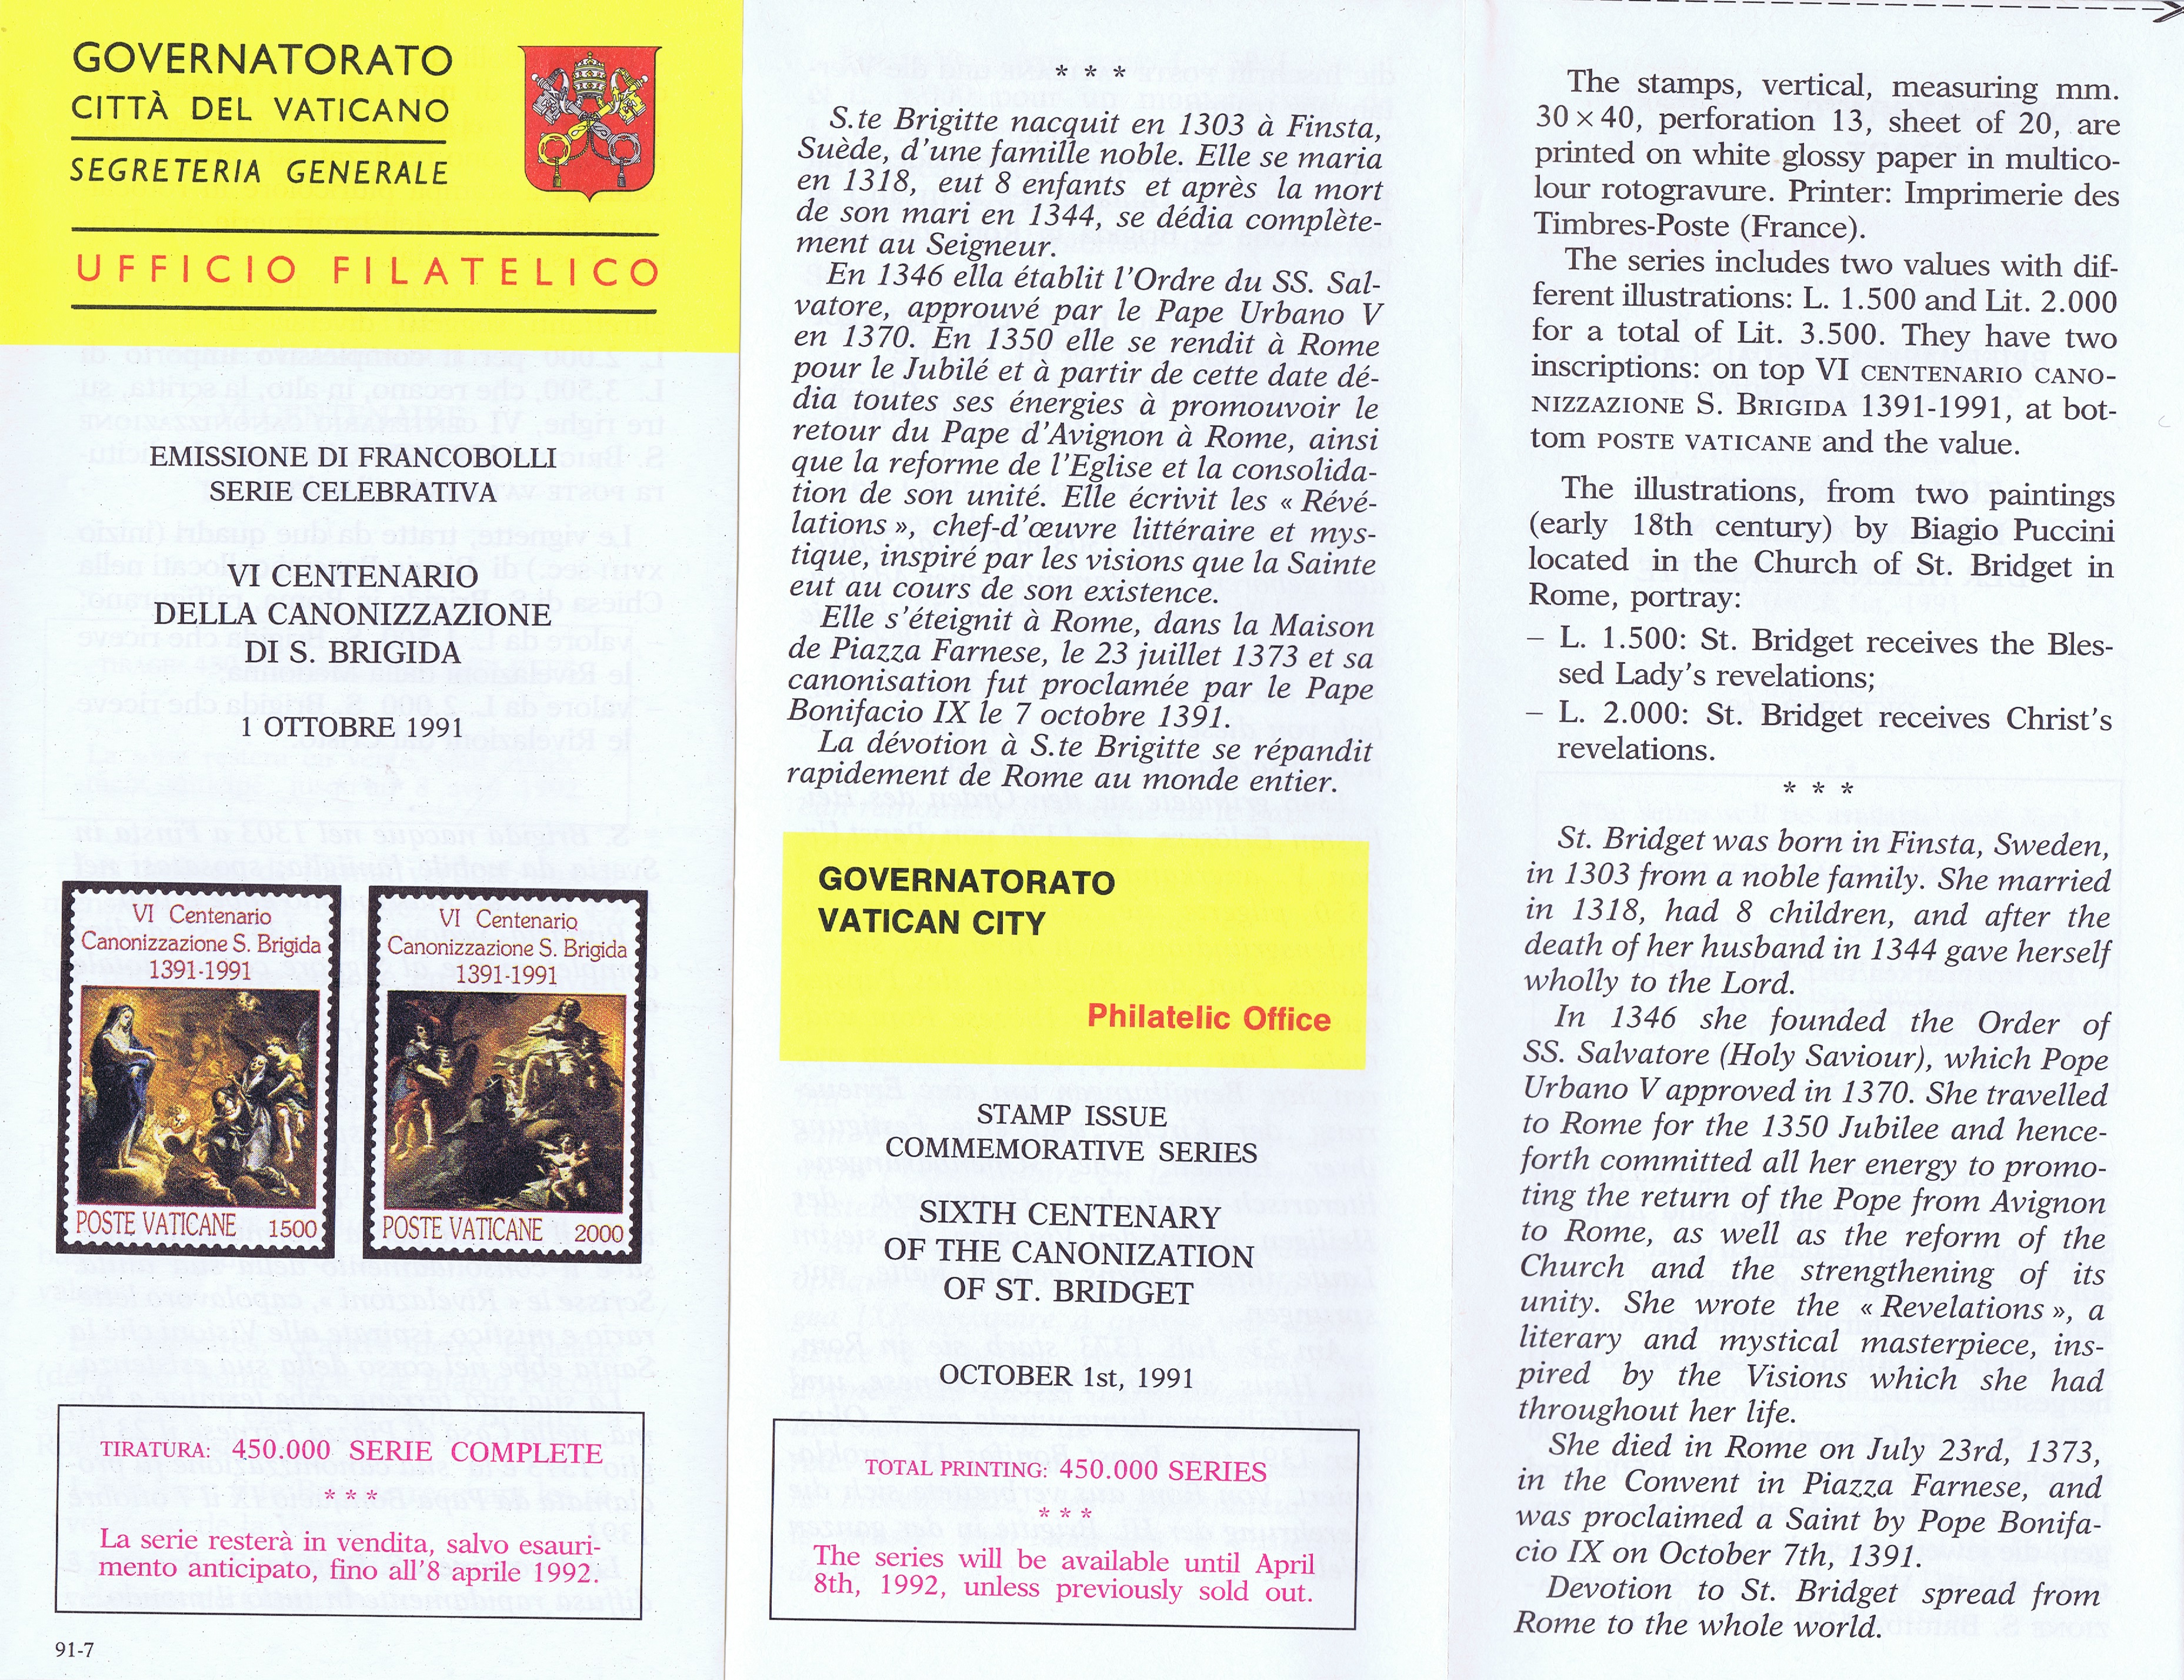 GOVERNATORATO
CITTÀ DEL VATICANO
SEGRETERIA GENERALE
UFFICIO FILATELICO
EMISSIONE DI FRANCOBOLLI
SERIE CELEBRATIVA
VI CENTENARIO
DELLA CANONIZZAZIONE
DI S. BRIGIDA
1 OTTOBRE 1991
VI Centenario
Canonizzazione S. Brigida
1391-1991
POSTE VATICANE 1500
VI Centenario
Canonizzazione S. Brigida
1391-1991
POSTE VATICANE 2000
TIRATURA: 450.000 SERIE COMPLETE
* * *
La serie resterà in vendita, salvo esauri-
mento anticipato, fino all'8 aprile 1992.
91-7
* * *
S.te Brigitte nacquit en 1303 à Finsta,
Suède, d'une famille noble. Elle se maria
en 1318, eut 8 enfants et après la mort
de son mari en 1344, se dédia complète-
ment au Seigneur.
En 1346 ella établit l'Ordre du SS. Sal-
vatore, approuvé par le Pape Urbano V
en 1370. En 1350 elle se rendit à Rome
pour le Jubilé et à partir de cette date dé-
dia toutes ses énergies à promouvoir le
retour du Pape d'Avignon à Rome, ainsi
que la reforme de l'Eglise et la consolida-
tion de son unité. Elle écrivit les « Révé-
lations », chef-d'œuvre littéraire et mys-
tique, inspiré par les visions que la Sainte
eut au cours de son existence.
Elle s'éteignit à Rome, dans la Maison
de Piazza Farnese, le 23 juillet 1373 et sa
canonisation fut proclamée par le Pape
Bonifacio IX le 7 octobre 1391.
La dévotion à S.te Brigitte se répandit
rapidement de Rome au monde entier.
GOVERNATORATO
VATICAN CITY
Philatelic Office
STAMP ISSUE
COMMEMORATIVE SERIES
SIXTH CENTENARY
OF THE CANONIZATION
OF ST. BRIDGET
OCTOBER 1st, 1991
TOTAL PRINTING: 450.000 SERIES
* * *
The series will be available until April
8th, 1992, unless previously sold out.
The stamps, vertical, measuring mm.
30 × 40, perforation 13, sheet of 20, are
printed on white glossy paper in multico-
lour rotogravure. Printer: Imprimerie des
Timbres-Poste (France).
The series includes two values with dif-
ferent illustrations: L. 1.500 and Lit. 2.000
for a total of Lit. 3.500. They have two
inscriptions: on top VI CENTENARIO CANO-
NIZZAZIONE S. BRIGIDA 1391-1991, at bot-
tom POSTE VATICANE and the value.
The illustrations, from two paintings
(early 18th century) by Biagio Puccini
located in the Church of St. Bridget in
Rome, portray:
– L. 1.500: St. Bridget receives the Bles-
sed Lady's revelations;
– L. 2.000: St. Bridget receives Christ's
revelations.
* * *
St. Bridget was born in Finsta, Sweden,
in 1303 from a noble family. She married
in 1318, had 8 children, and after the
death of her husband in 1344 gave herself
wholly to the Lord.
In 1346 she founded the Order of
SS. Salvatore (Holy Saviour), which Pope
Urbano V approved in 1370. She travelled
to Rome for the 1350 Jubilee and hence-
forth committed all her energy to promo-
ting the return of the Pope from Avignon
to Rome, as well as the reform of the
Church and the strengthening of its
unity. She wrote the « Revelations », a
literary and mystical masterpiece, ins-
pired by the Visions which she had
throughout her life.
She died in Rome on July 23rd, 1373,
in the Convent in Piazza Farnese, and
was proclaimed a Saint by Pope Bonifa-
cio IX on October 7th, 1391.
Devotion to St. Bridget spread from
Rome to the whole world.